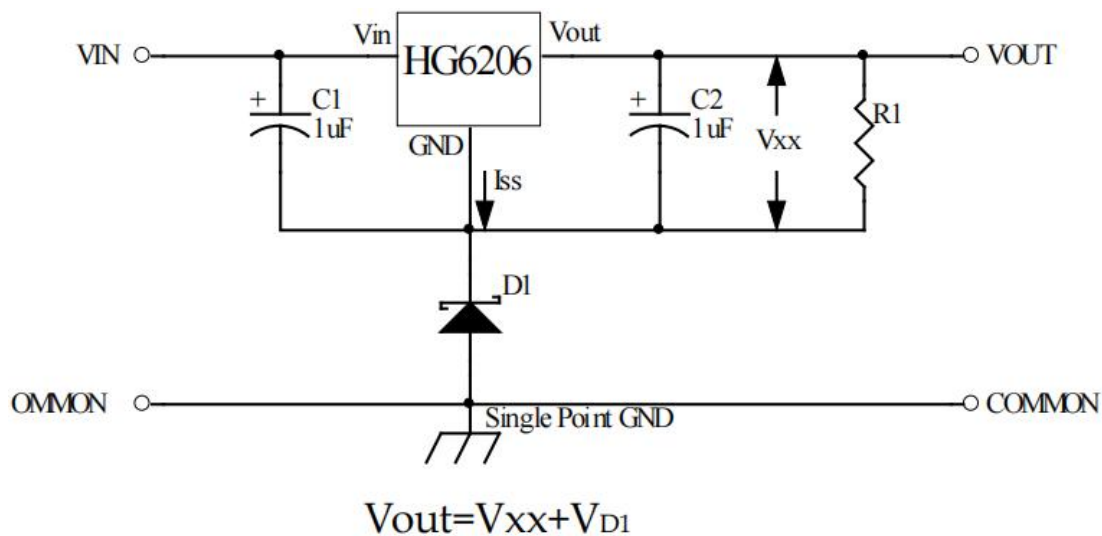 VIN
Vin
HG6206
Vout
VOUT
+
C1
1uF
GND
Iss
+
C2
1uF
Vxx
R1
D1
OMMON
Single Point GND
COMMON
Vout=Vxx+VD1